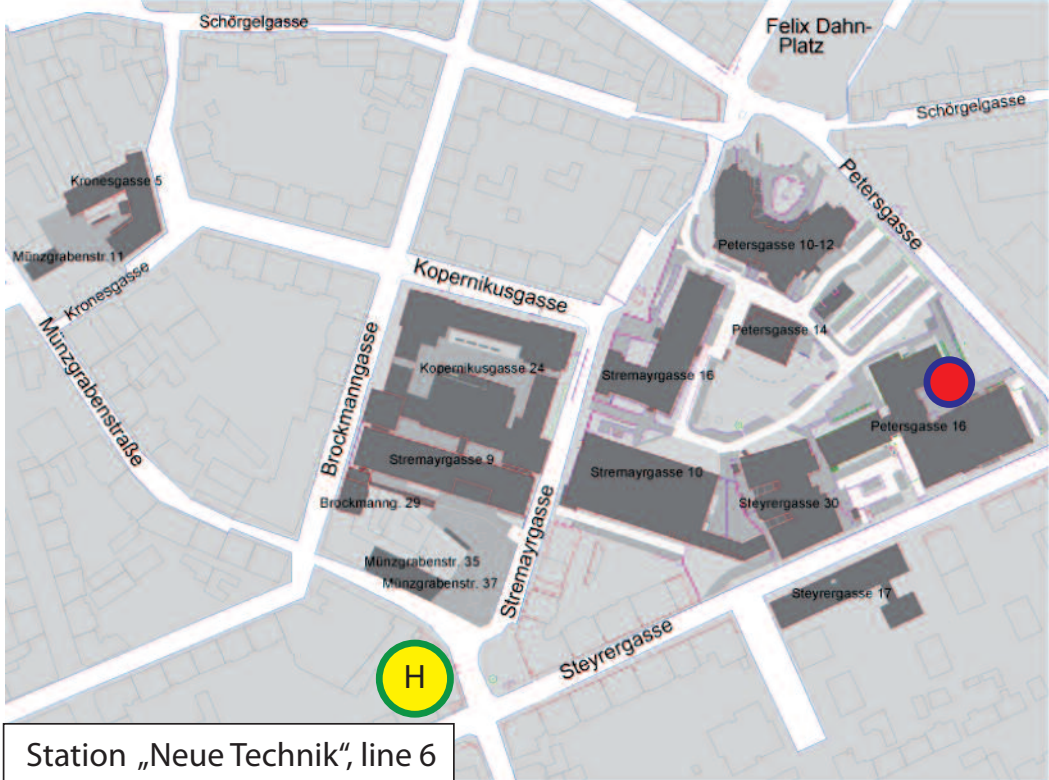 Schörgelgasse
Felix Dahn-
Platz
Schörgelgasse
Petersgasse
Kronesgasse 5
Münzgrabenstr.11
Kronesgasse
Petersgasse 10-12
Kopernikusgasse
Münzgrabenstraße
Brockmanngasse
Petersgasse 14
Kopernikusgasse 24
Stremayrgasse 16
Petersgasse 16
Stremayrgasse 9
Stremayrgasse 10
Brockmanng. 29
Steyrergasse 30
Stremayrgasse
Münzgrabenstr. 35
Münzgrabenstr. 37
Steyrergasse 17
Steyrergasse
H
Station „Neue Technik“, line 6